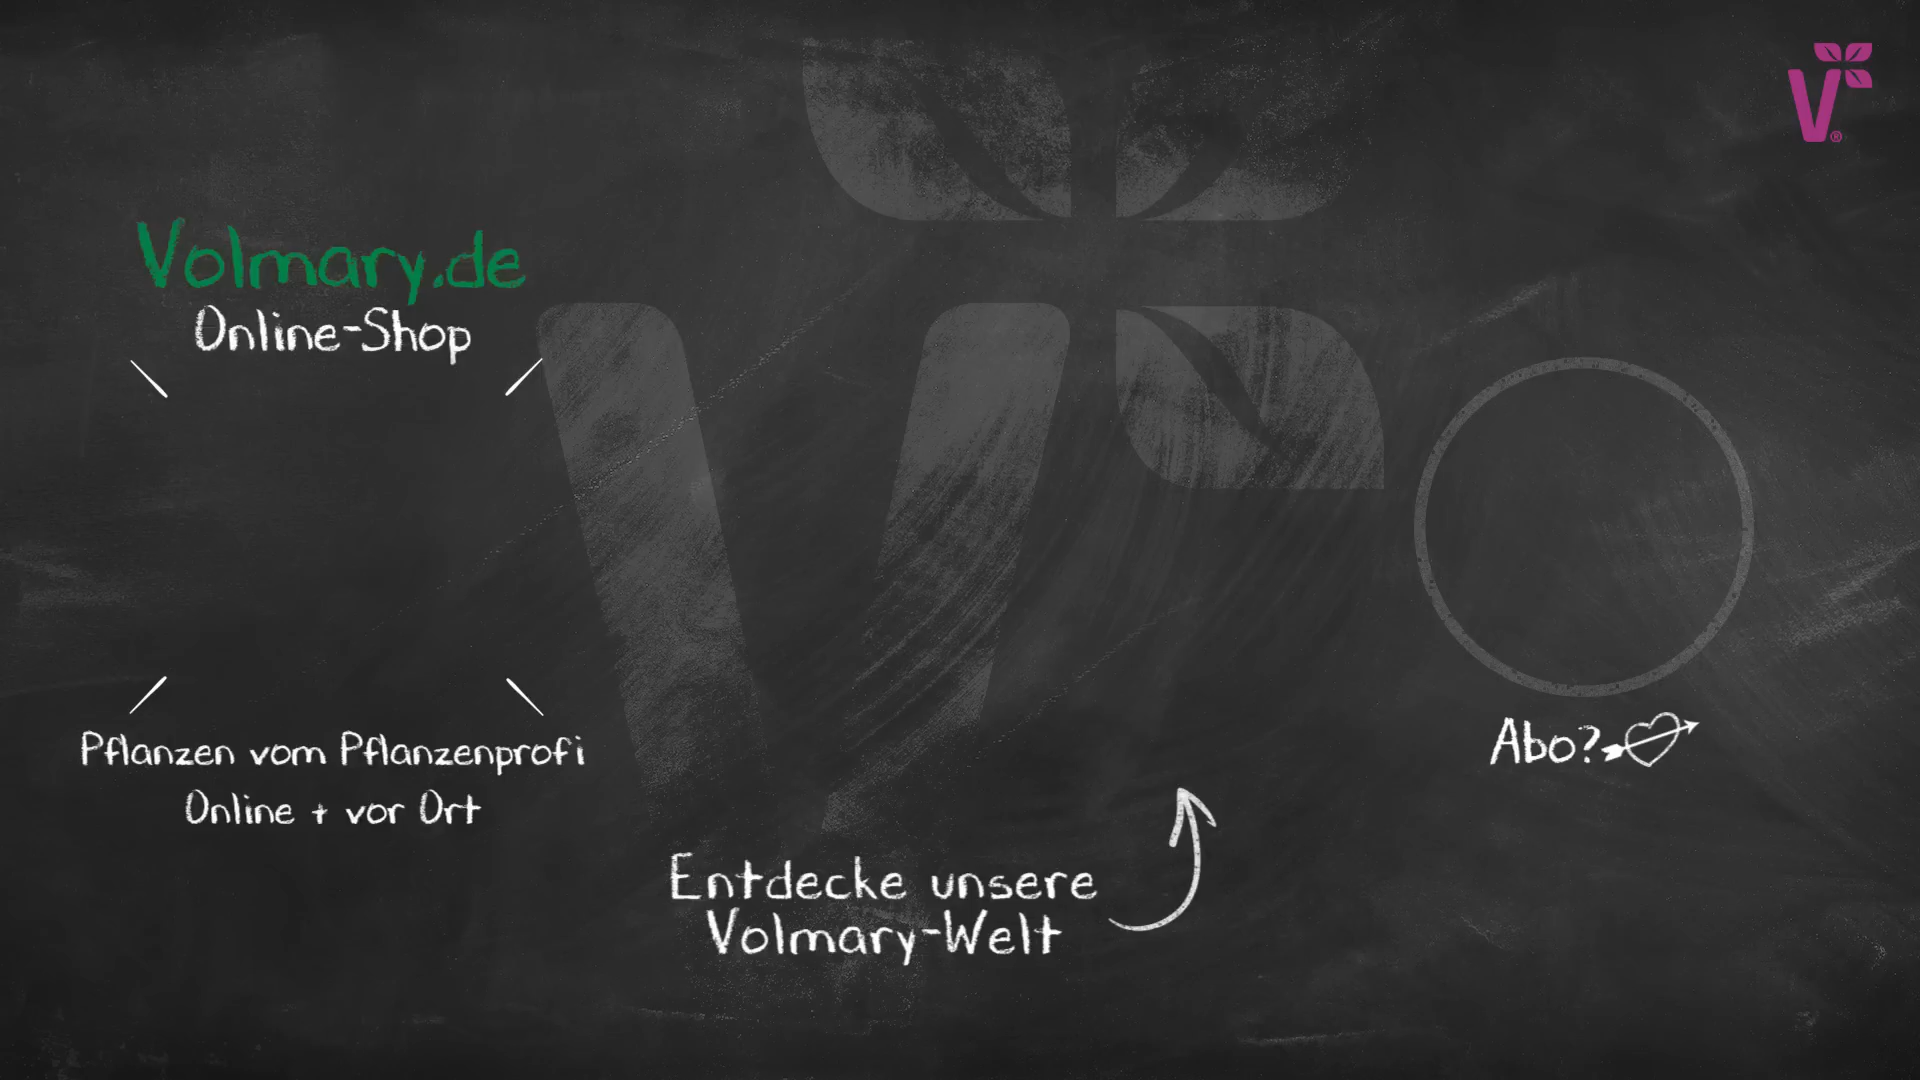 V®
Volmary.de
Online-Shop
Pflanzen vom Pflanzenprofi
Online + vor Ort
Entdecke unsere
Volmary-Welt
Abo?